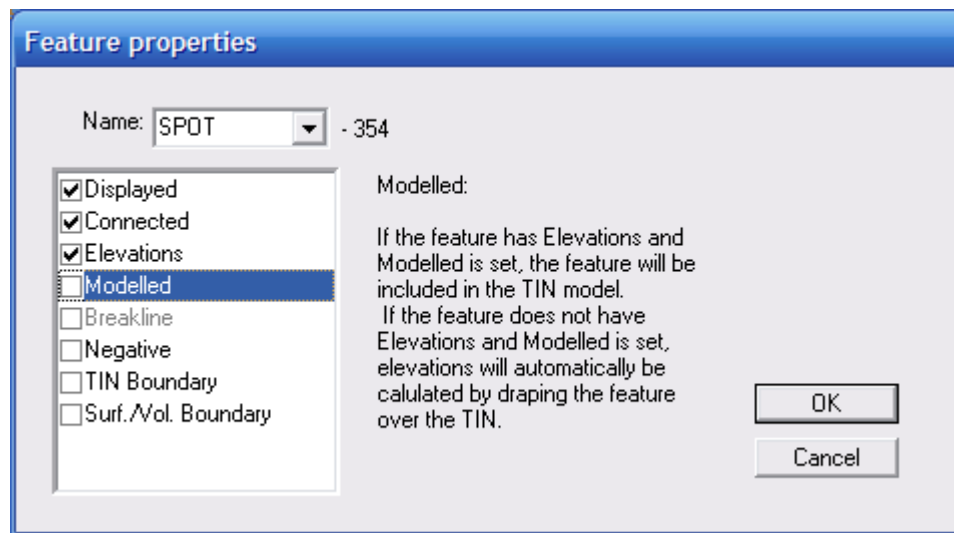 Feature properties
Name: SPOT - 354
Displayed
Connected
Elevations
Modelled
Breakline
Negative
TIN Boundary
Surf./Vol. Boundary
Modelled:
If the feature has Elevations and
Modelled is set, the feature will be
included in the TIN model.
If the feature does not have
Elevations and Modelled is set,
elevations will automatically be
calulated by draping the feature
over the TIN.
OK
Cancel